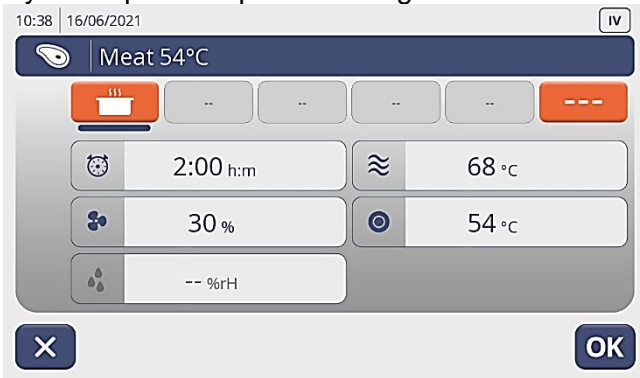 10:38 16/06/2021 IV
Meat 54°C
-- -- -- -- ---
2:00 h:m 68 °C
30 % 54 °C
-- %rH
X OK